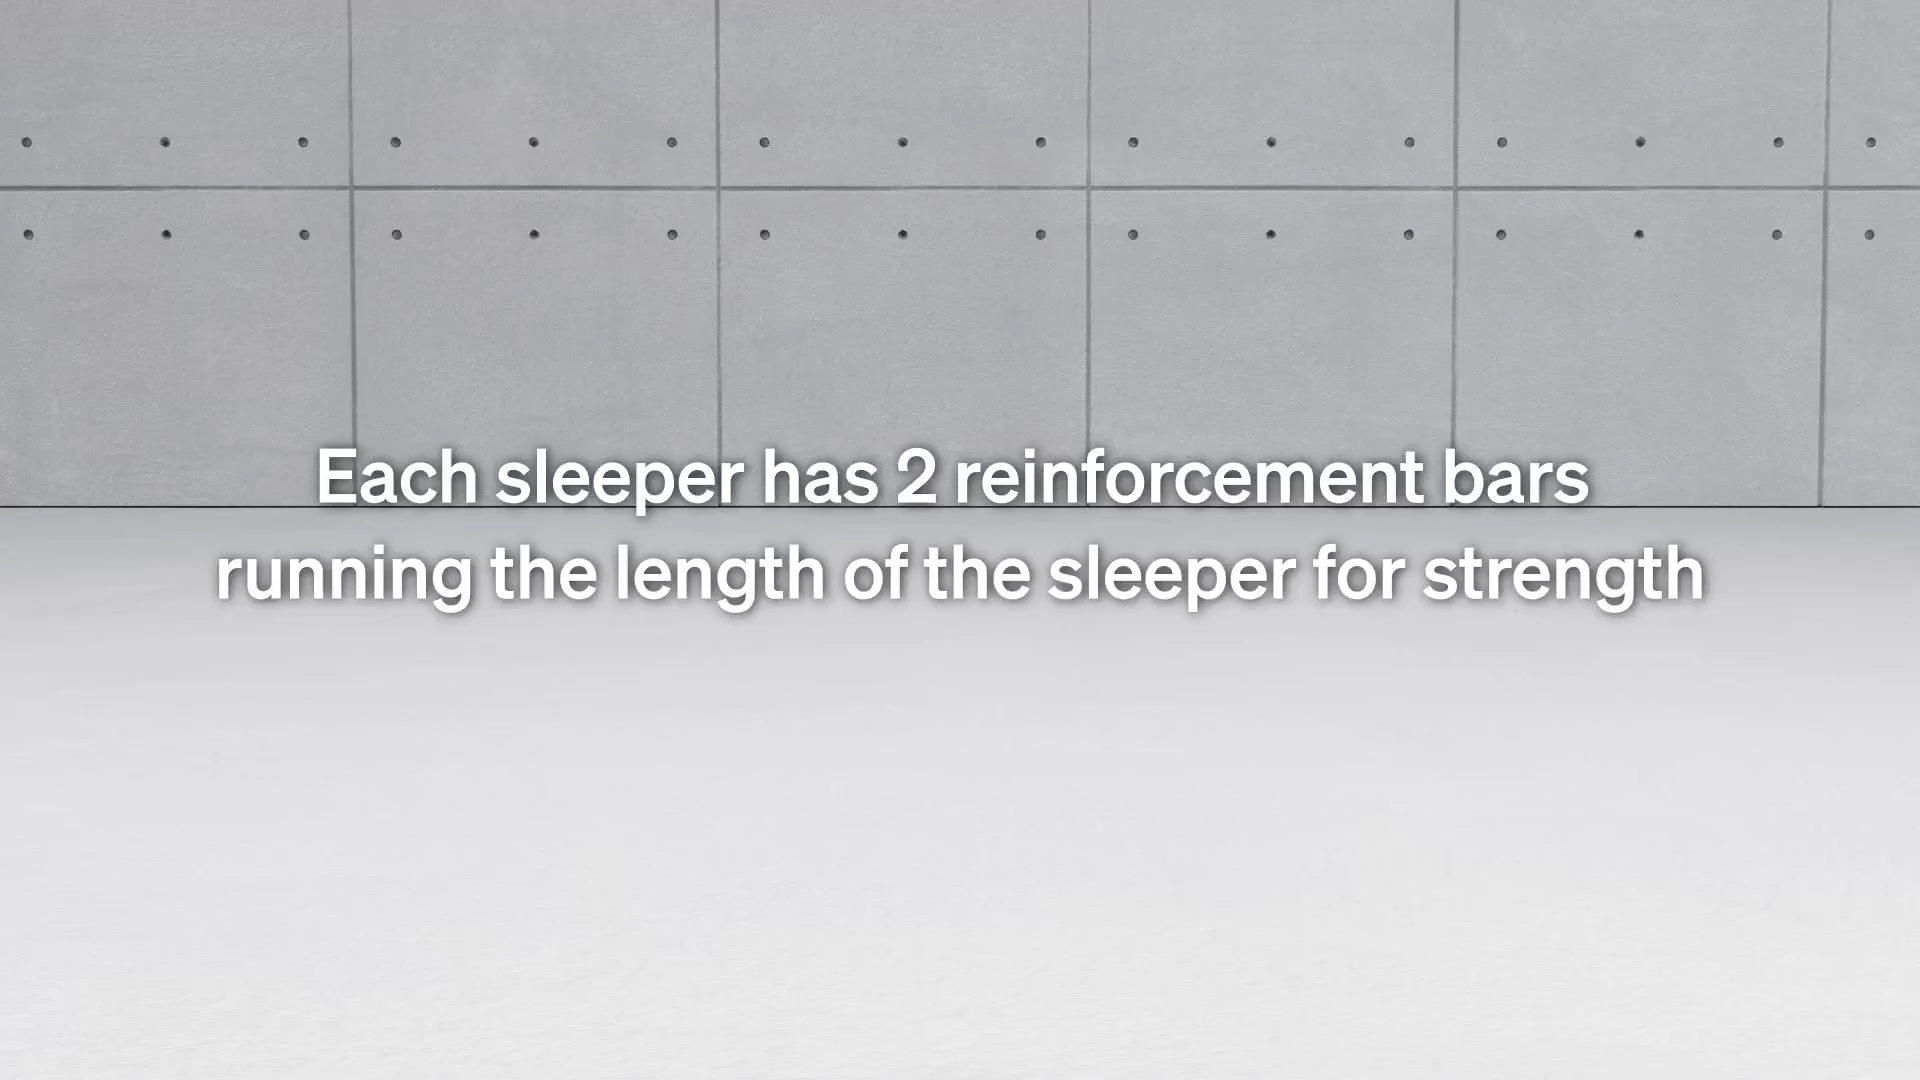 Each sleeper has 2 reinforcement bars
running the length of the sleeper for strength